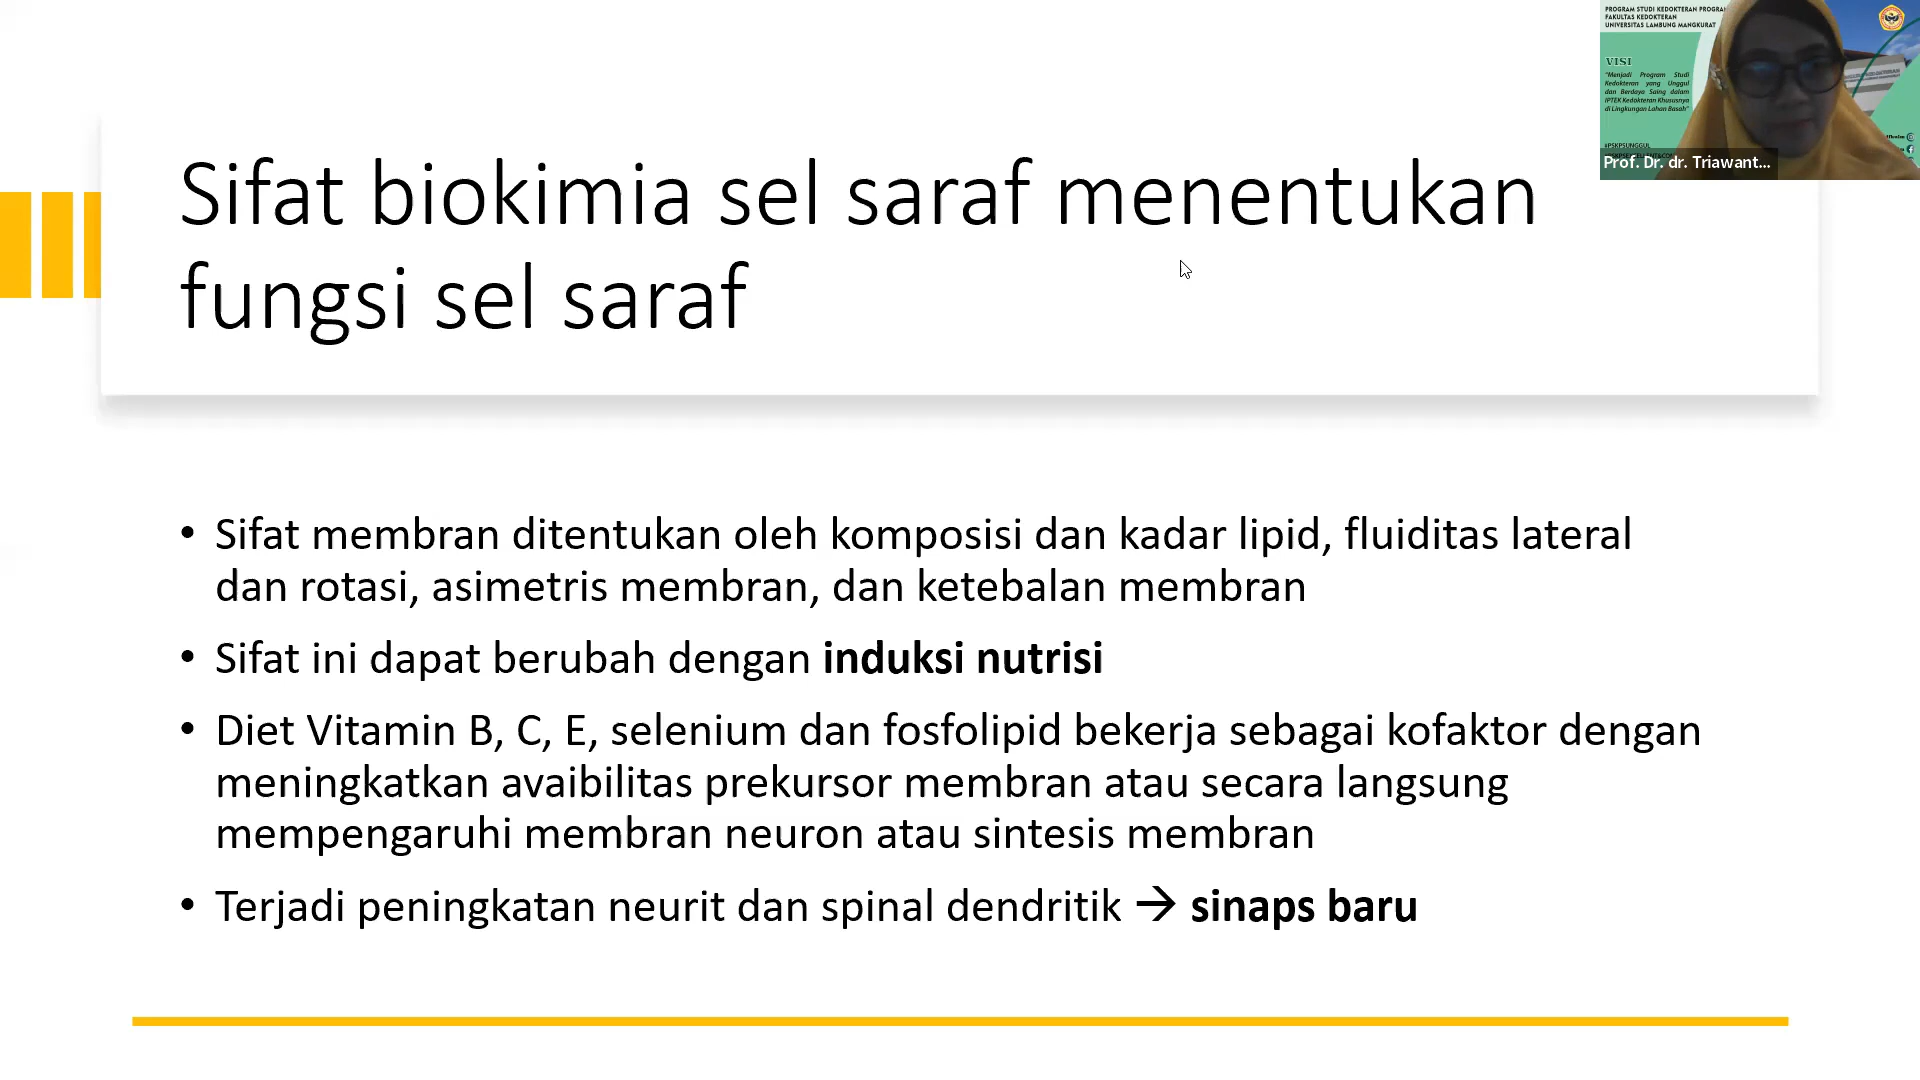 Sifat biokimia sel saraf menentukan
fungsi sel saraf
• Sifat membran ditentukan oleh komposisi dan kadar lipid, fluiditas lateral
dan rotasi, asimetris membran, dan ketebalan membran
• Sifat ini dapat berubah dengan induksi nutrisi
• Diet Vitamin B, C, E, selenium dan fosfolipid bekerja sebagai kofaktor dengan
meningkatkan avaibilitas prekursor membran atau secara langsung
mempengaruhi membran neuron atau sintesis membran
• Terjadi peningkatan neurit dan spinal dendritik → sinaps baru
PROGRAM STUDI KEDOKTERAN
FAKULTAS KEDOKTERAN
UNIVERSITAS LAMBUNG MANGKURAT
VISI
"Menjadi Program Studi
Kedokteran yang Unggul
dan Berdaya Saing dalam
IPTEK Kedokteran Khususnya
di Lingkungan Lahan Basah"
#PSKPSUNGGUL
Prof. Dr. dr. Triawant...